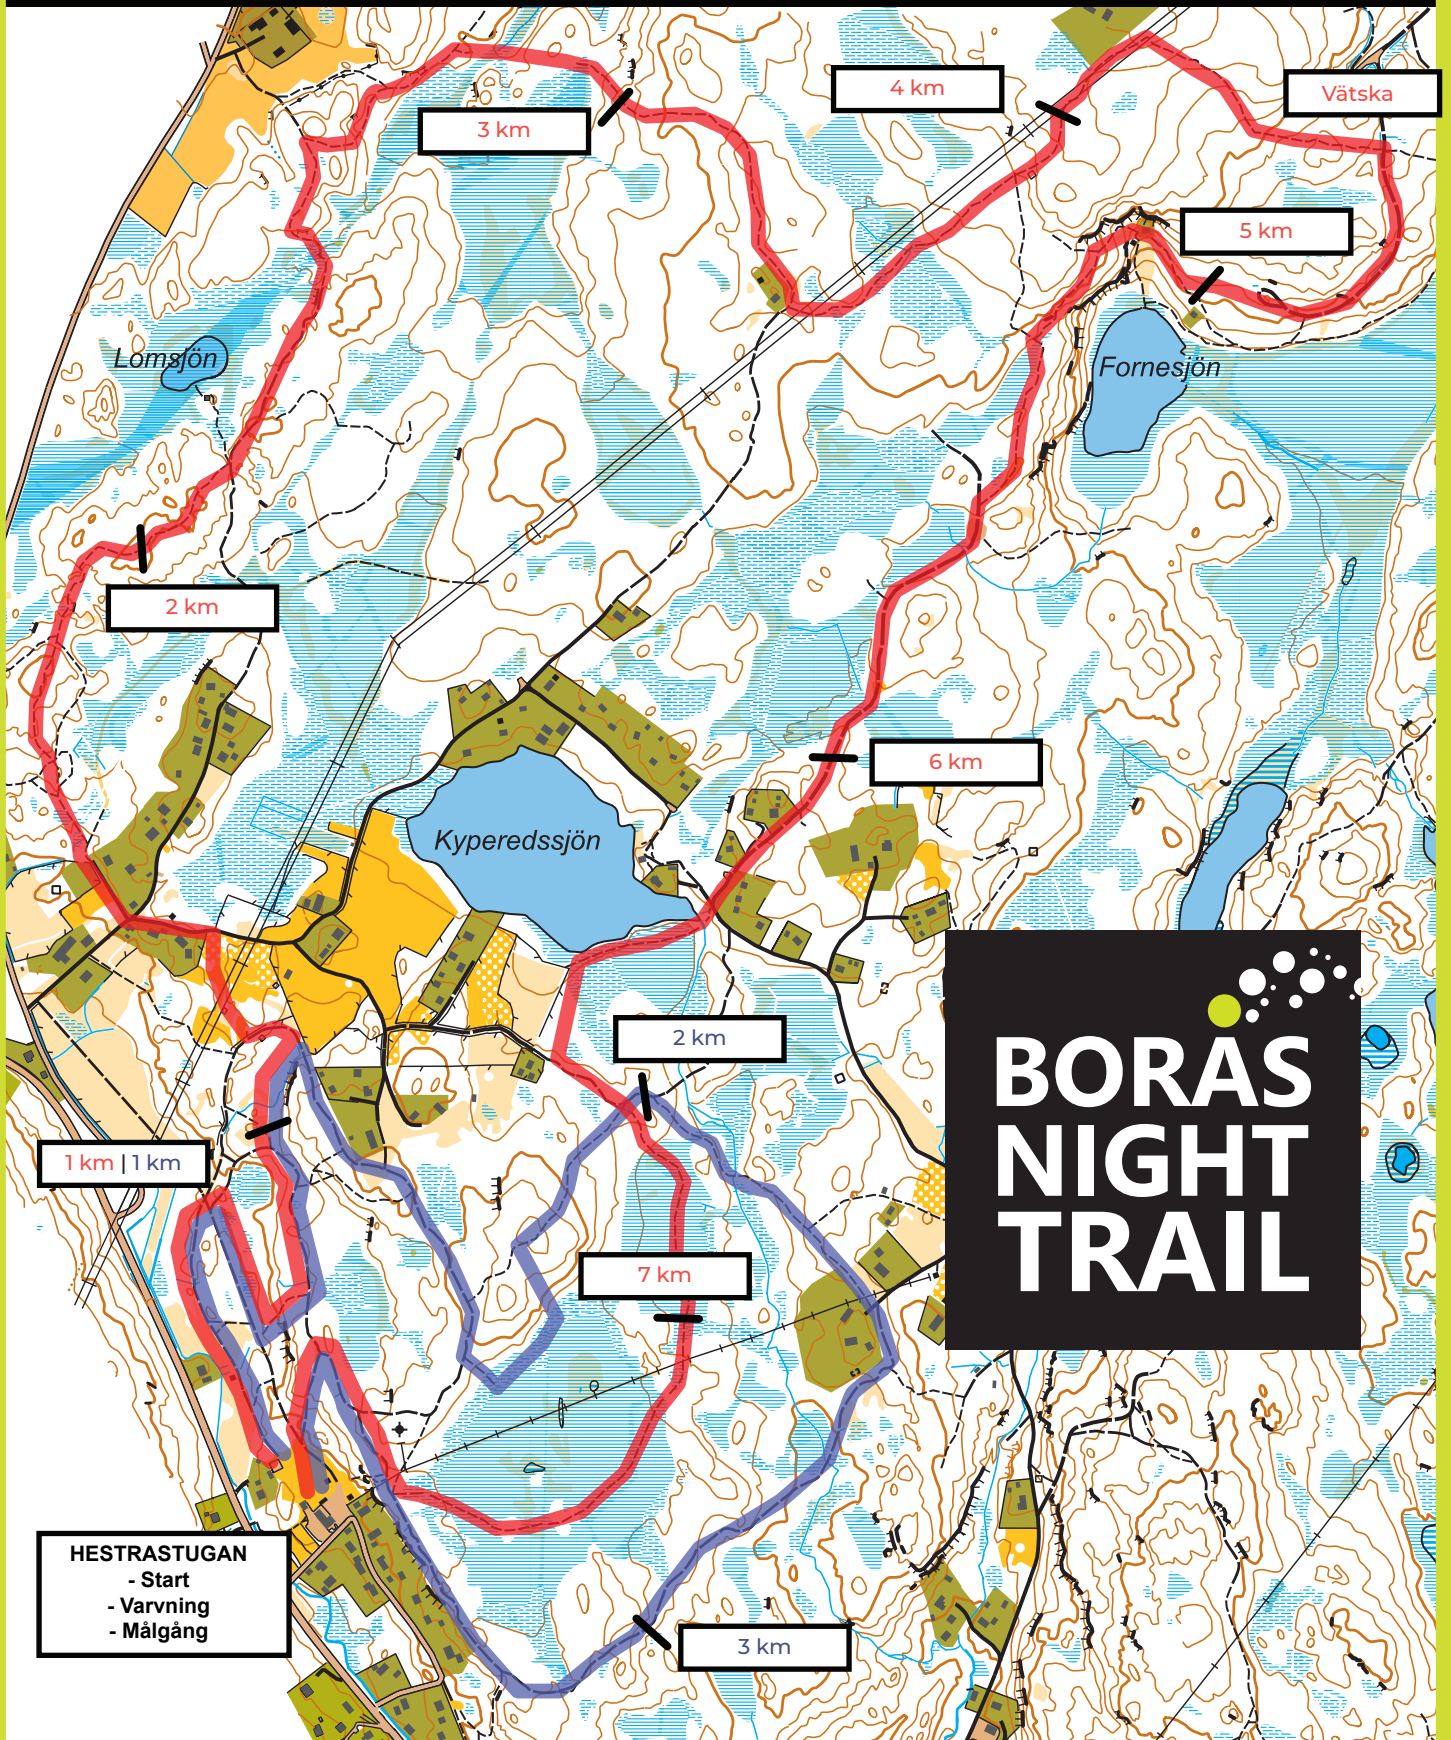 4 km
Vätska
3 km
5 km
Lomsjön
Fornesjön
2 km
6 km
Kyperedssjön
2 km
BORAS
NIGHT
TRAIL
1 km | 1 km
7 km
HESTRASTUGAN
- Start
- Varvning
- Målgång
3 km